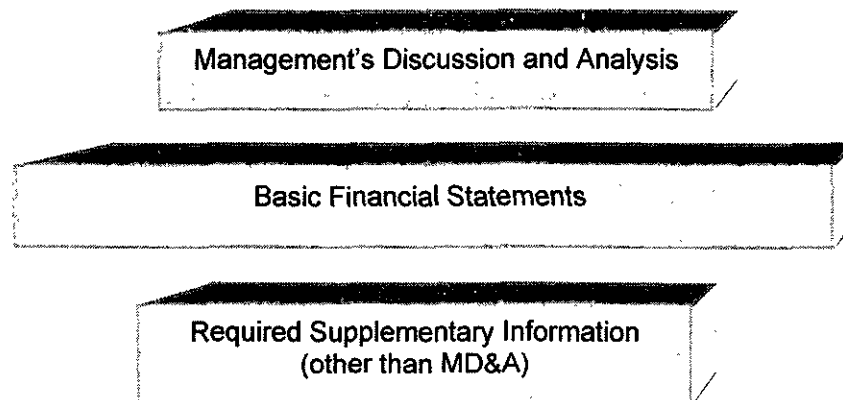 Management's Discussion and Analysis
Basic Financial Statements
Required Supplementary Information
(other than MD&A)